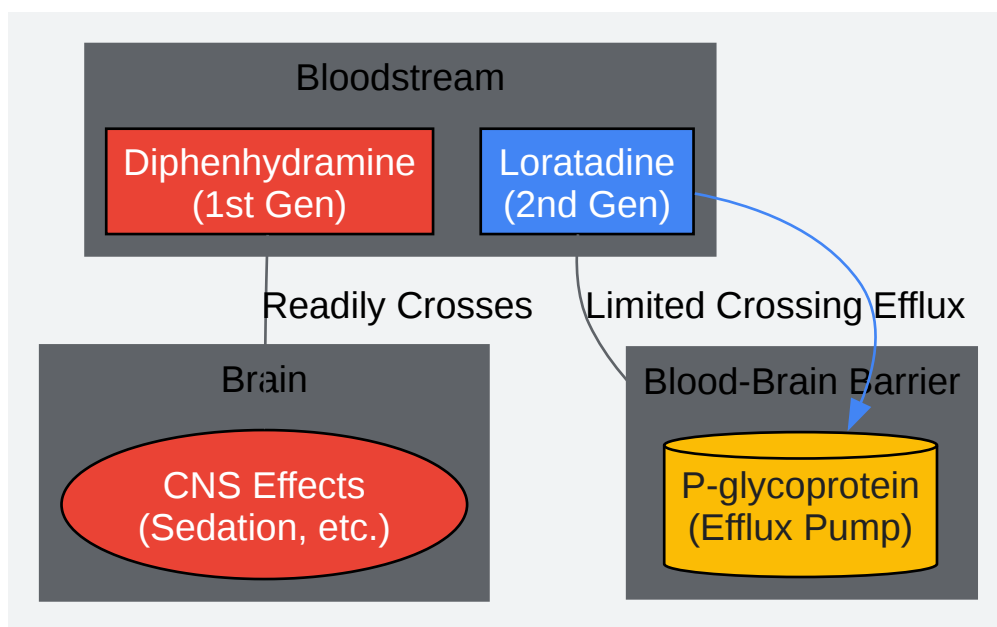 Bloodstream
Diphenhydramine
(1st Gen)
Loratadine
(2nd Gen)
Readily Crosses
Limited Crossing
Efflux
Brain
CNS Effects
(Sedation, etc.)
Blood-Brain Barrier
P-glycoprotein
(Efflux Pump)